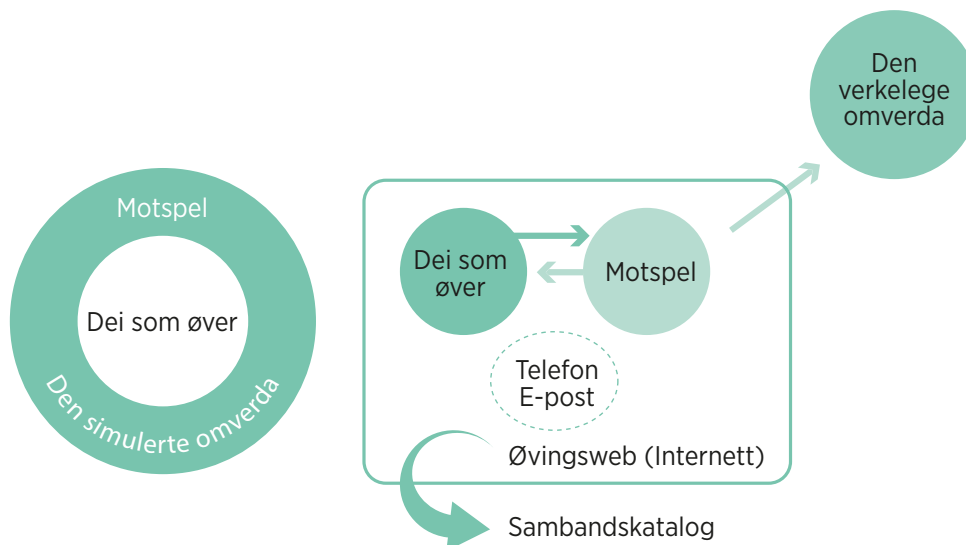 Den
verkelege
omverda
Motspel
Dei som øver
Den simulerte omverda
Dei som
øver
Motspel
Telefon
E-post
Øvingsweb (Internett)
Sambandskatalog